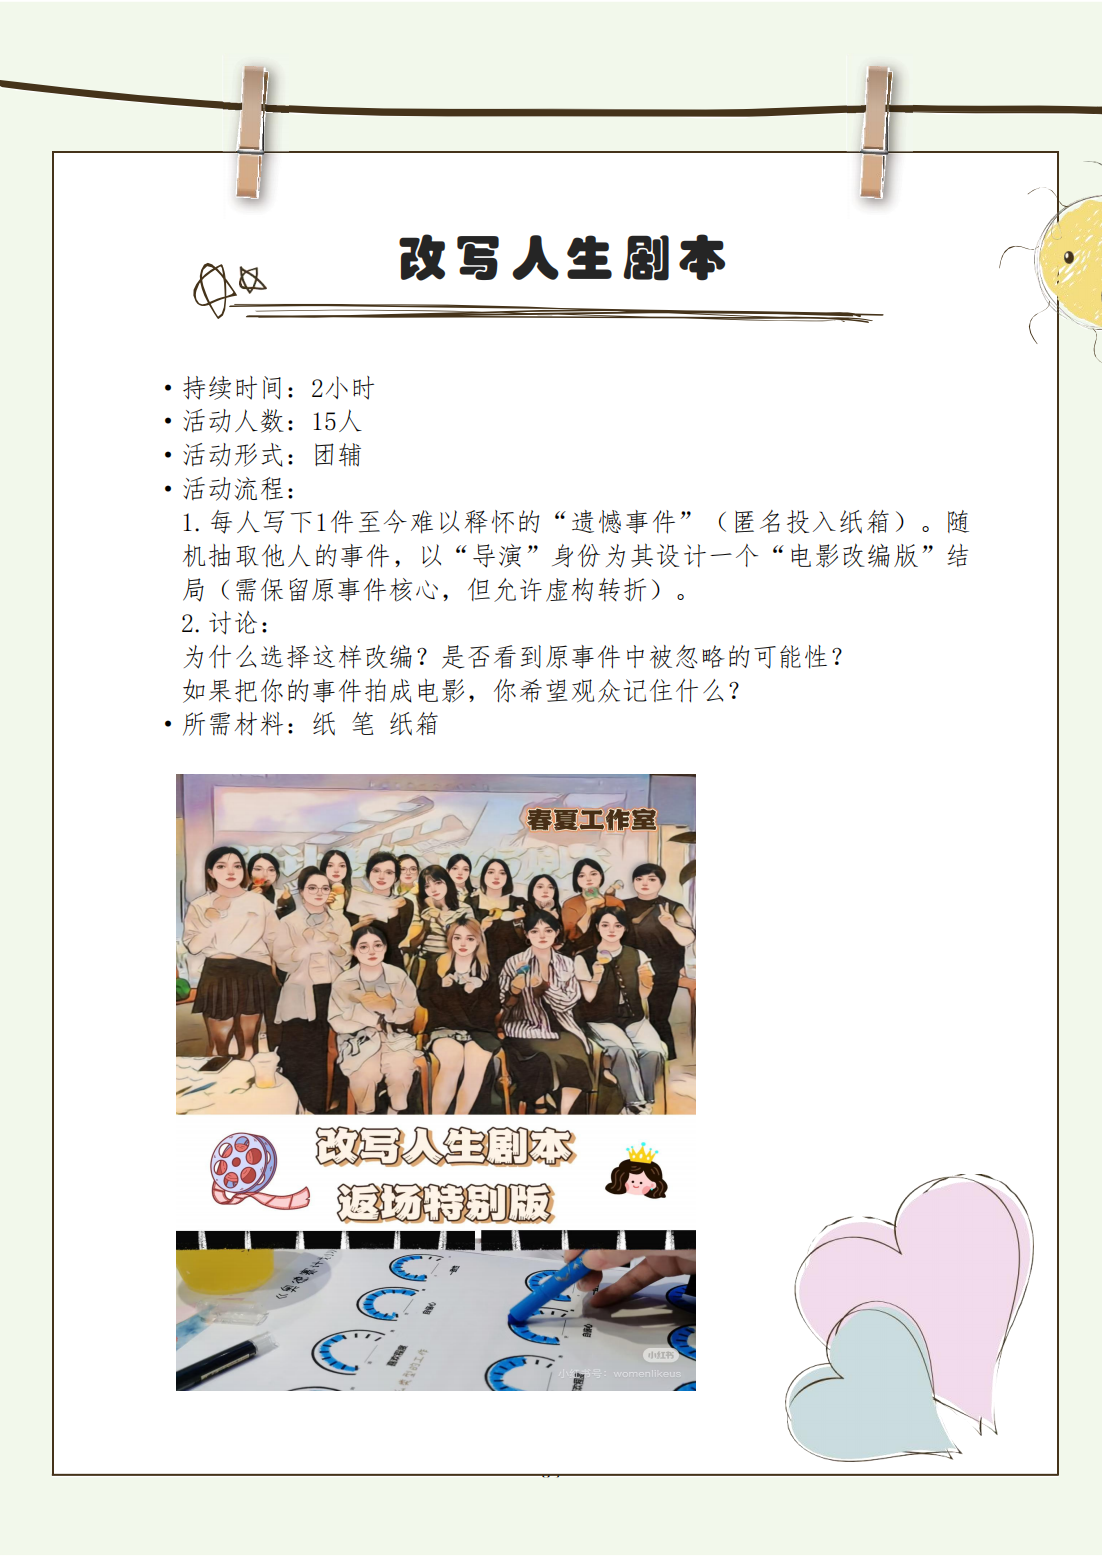 改写人生剧本
•持续时间：2小时
•活动人数：15人
•活动形式：团辅
•活动流程：
1.每人写下1件至今难以释怀的“遗憾事件”（匿名投入纸箱）。随
机抽取他人的事件，以“导演”身份为其设计一个“电影改编版”结
局（需保留原事件核心，但允许虚构转折）。
2.讨论：
为什么选择这样改编？是否看到原事件中被忽略的可能性？
如果把你的事件拍成电影，你希望观众记住什么？
•所需材料：纸 笔 纸箱
春夏工作室
改写人生剧本
返场特别版
小红书
小红书号：womenlikeus